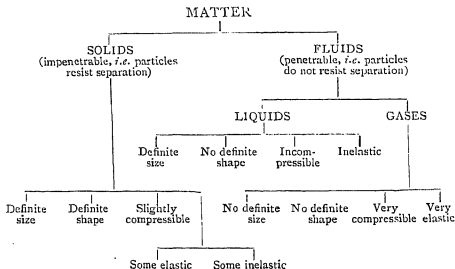 MATTER
SOLIDS
(impenetrable, i.e. particles
resist separation)
FLUIDS
(penetrable, i.e. particles
do not resist separation)
LIQUIDS
GASES
Definite
size
No definite
shape
Incom-
pressible
Inelastic
Definite
size
Definite
shape
Slightly
compressible
No definite
size
No definite
shape
Very
compressible
Very
elastic
Some elastic
Some inelastic